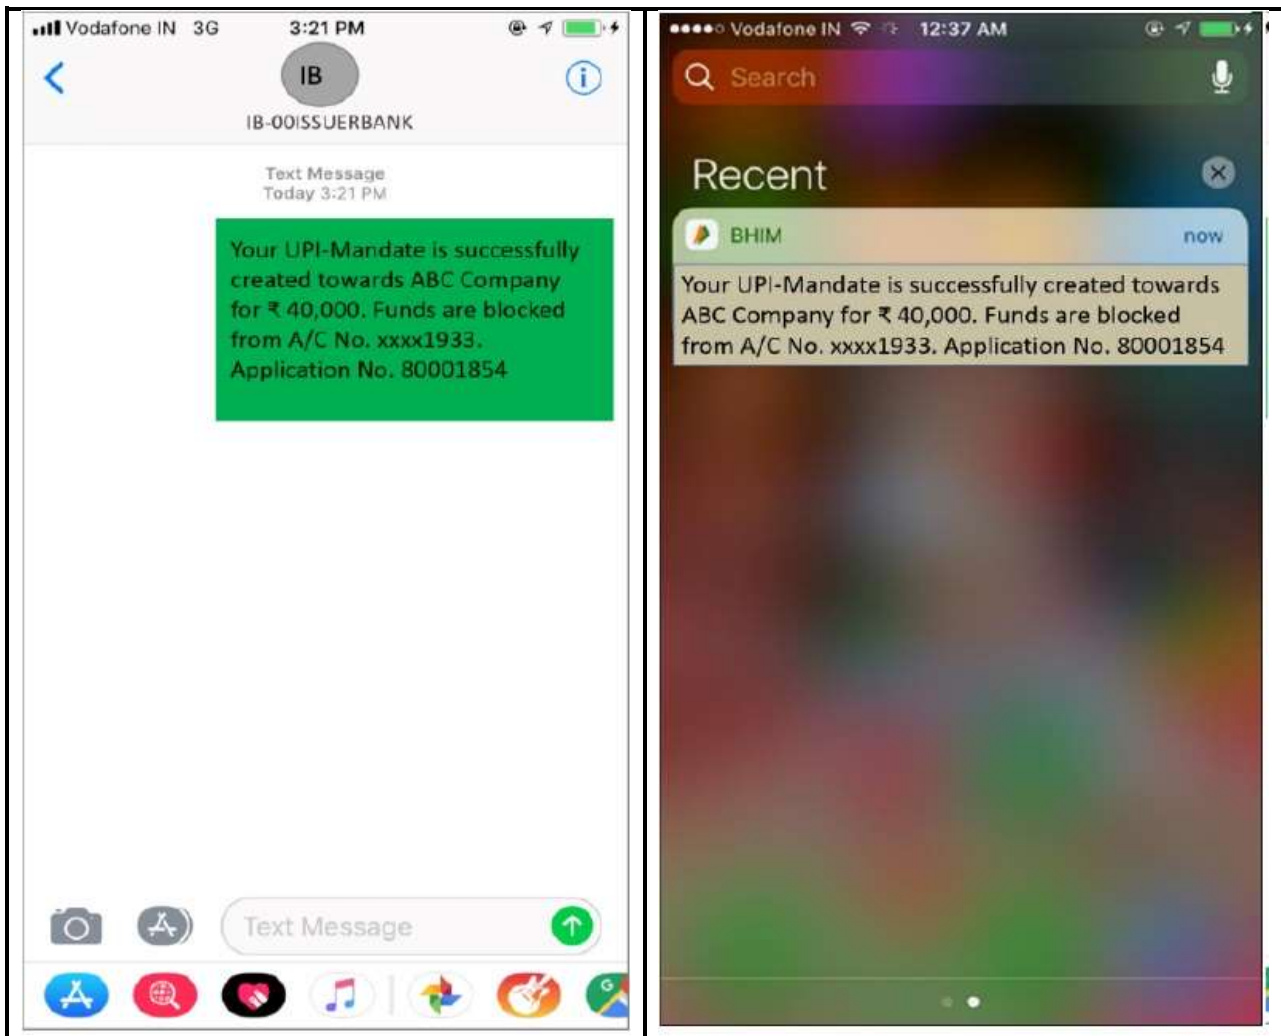 Vodafone IN 3G 3:21 PM
IB
IB-00ISSUERBANK
Text Message
Today 3:21 PM
Your UPI-Mandate is successfully
created towards ABC Company
for ₹ 40,000. Funds are blocked
from A/C No. xxxx1933.
Application No. 80001854
Text Message
Vodafone IN 12:37 AM
Search
Recent
BHIM now
Your UPI-Mandate is successfully created towards
ABC Company for ₹ 40,000. Funds are blocked
from A/C No. xxxx1933. Application No. 80001854